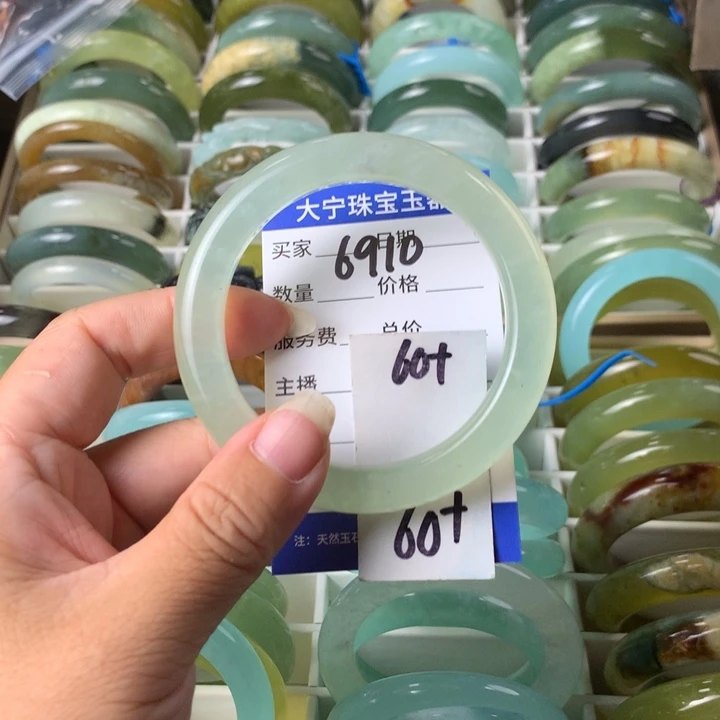 大宁珠宝玉器
买家 6910 日期
数量 价格
服务费 总价
60+
主播
60+
注：天然玉石